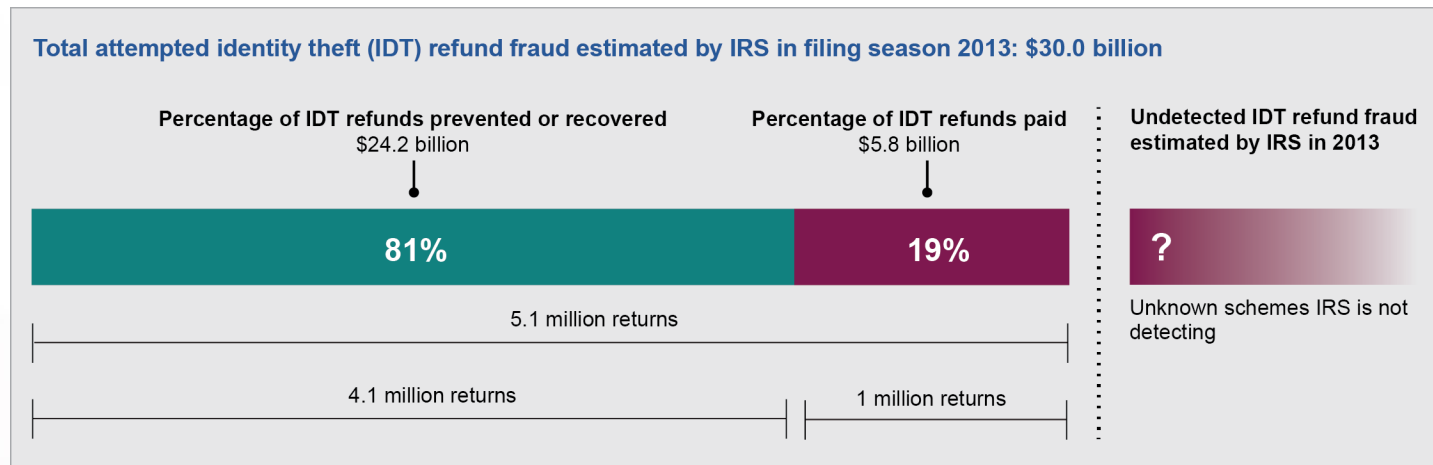 Total attempted identity theft (IDT) refund fraud estimated by IRS in filing season 2013: $30.0 billion
Percentage of IDT refunds prevented or recovered
$24.2 billion
Percentage of IDT refunds paid
$5.8 billion
Undetected IDT refund fraud
estimated by IRS in 2013
81%
19%
?
Unknown schemes IRS is not
detecting
5.1 million returns
4.1 million returns
1 million returns